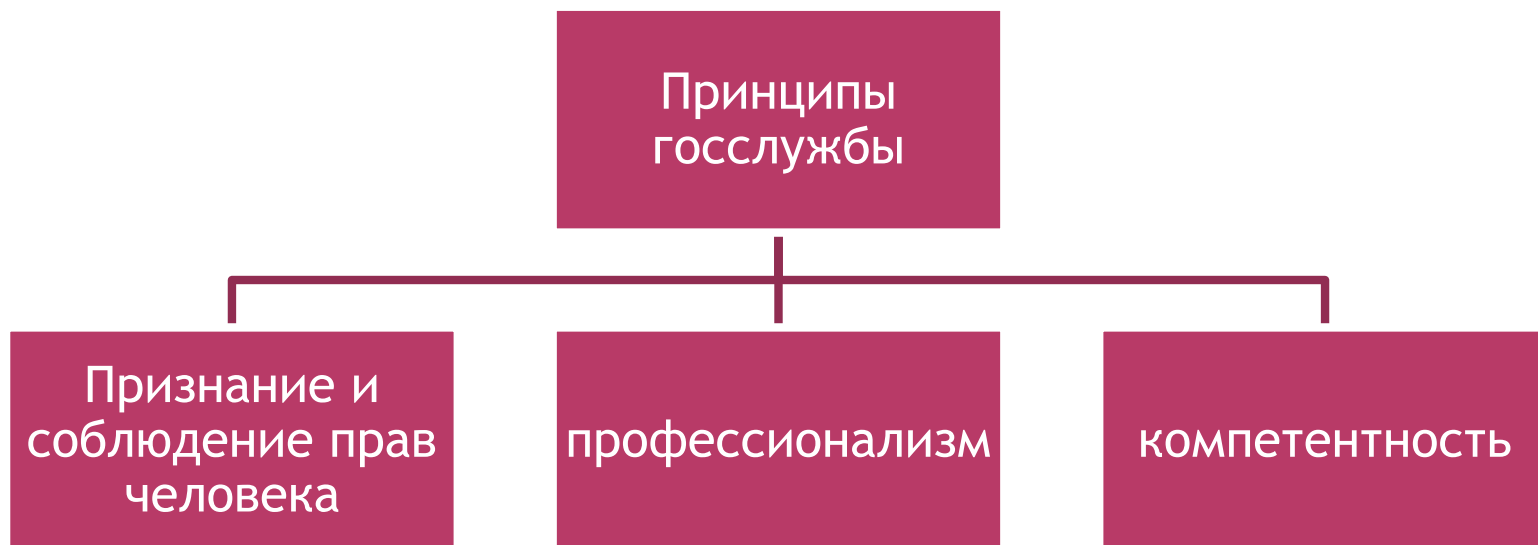 Принципы
госслужбы
Признание и
соблюдение прав
человека
профессионализм
компетентность